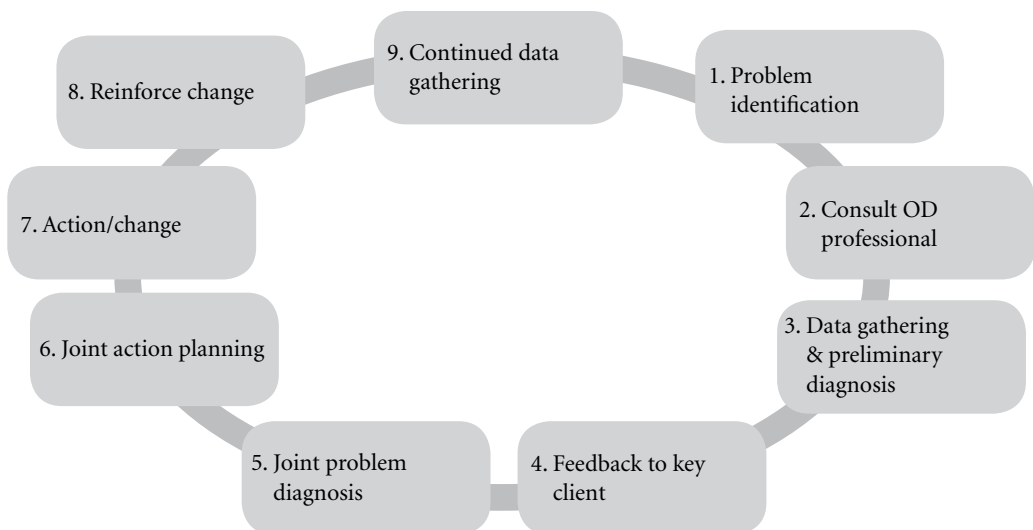 1. Problem
identification
2. Consult OD
professional
3. Data gathering
& preliminary
diagnosis
4. Feedback to key
client
5. Joint problem
diagnosis
6. Joint action planning
7. Action/change
8. Reinforce change
9. Continued data
gathering